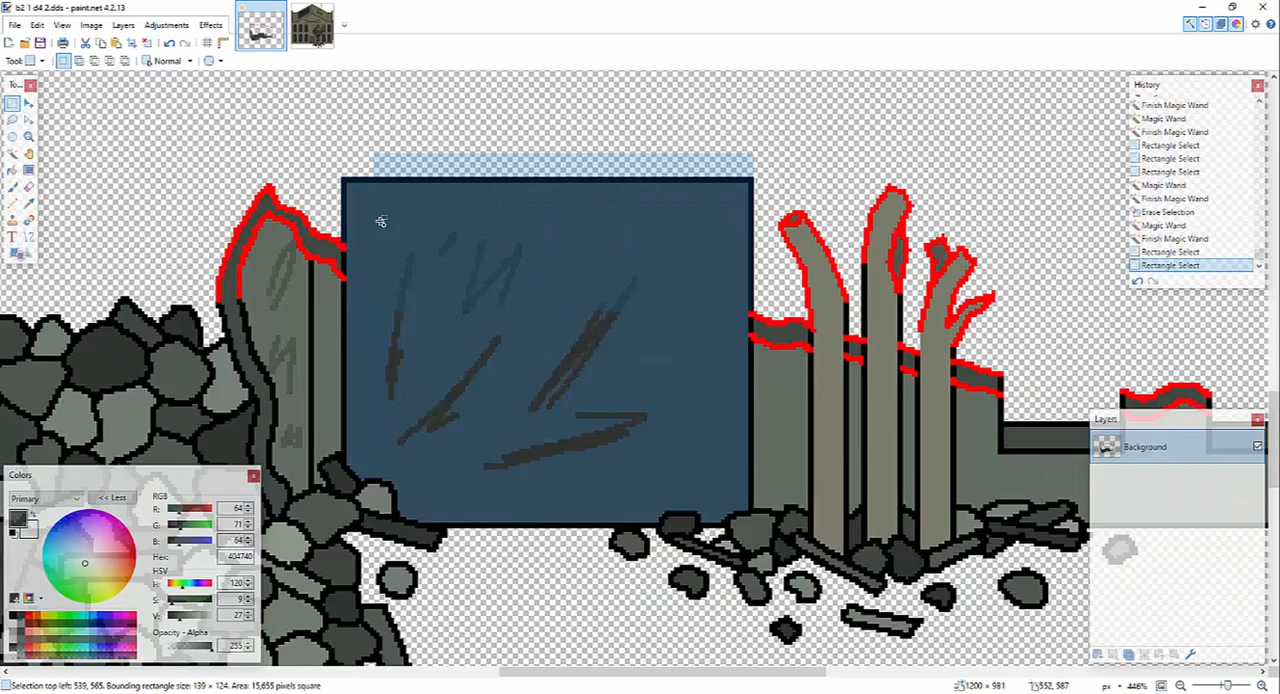 b2 1 d4 2.dds - paint.net 4.2.13
File Edit View Image Layers Adjustments Effects
Tool: Normal
To...
History
Finish Magic Wand
Magic Wand
Finish Magic Wand
Rectangle Select
Rectangle Select
Rectangle Select
Magic Wand
Finish Magic Wand
Erase Selection
Magic Wand
Finish Magic Wand
Rectangle Select
Rectangle Select
Layers
Background
Colors
Primary << Less
RGB
R: 64
G: 71
B: 64
Hex: 404740
HSV
H: 120
S: 9
V: 27
Opacity - Alpha
255
Selection top left: 539, 565. Bounding rectangle size: 139 × 124. Area: 15,655 pixels square 1200 × 981 552, 587 px 446%